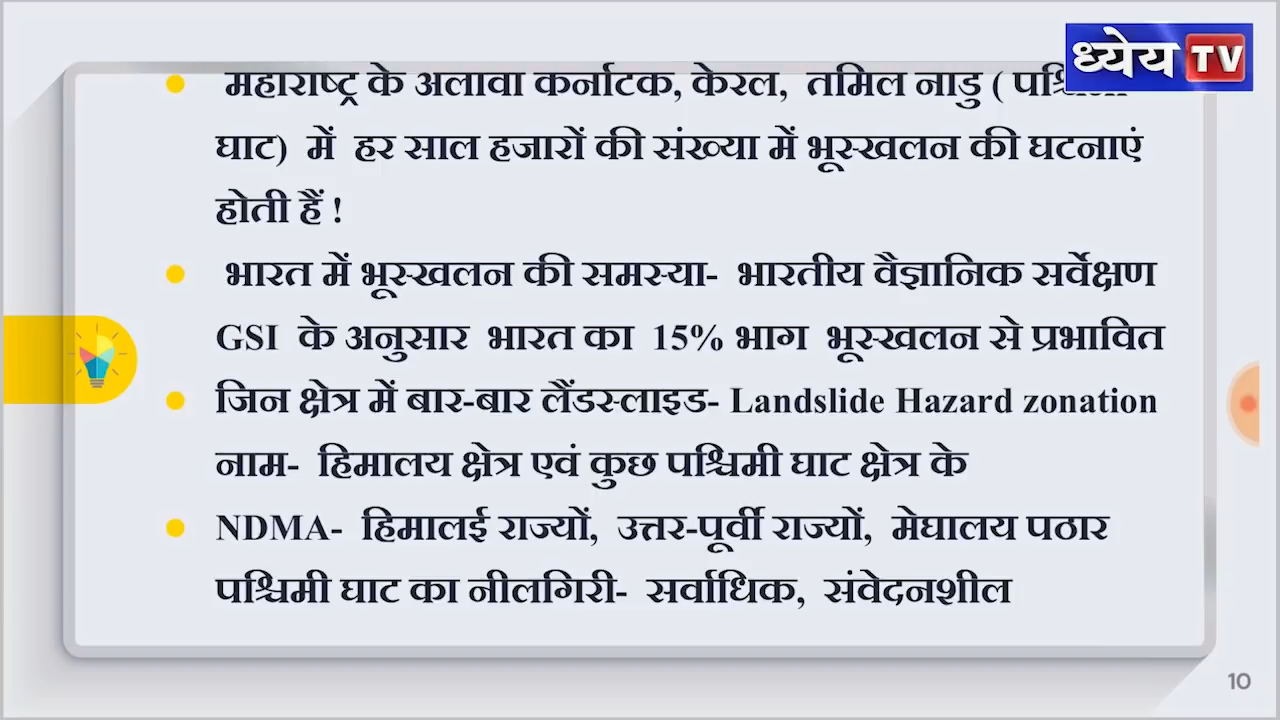 ध्येय TV
महाराष्ट्र के अलावा कर्नाटक, केरल, तमिल नाडु (
घाट) में हर साल हजारों की संख्या में भूस्खलन की घटनाएं
होती हैं !
भारत में भूस्खलन की समस्या- भारतीय वैज्ञानिक सर्वेक्षण
GSI के अनुसार भारत का 15% भाग भूस्खलन से प्रभावित
जिन क्षेत्र में बार-बार लैंडस्लाइड- Landslide Hazard zonation
नाम- हिमालय क्षेत्र एवं कुछ पश्चिमी घाट क्षेत्र के
NDMA- हिमालई राज्यों, उत्तर-पूर्वी राज्यों, मेघालय पठार
पश्चिमी घाट का नीलगिरी- सर्वाधिक, संवेदनशील
10